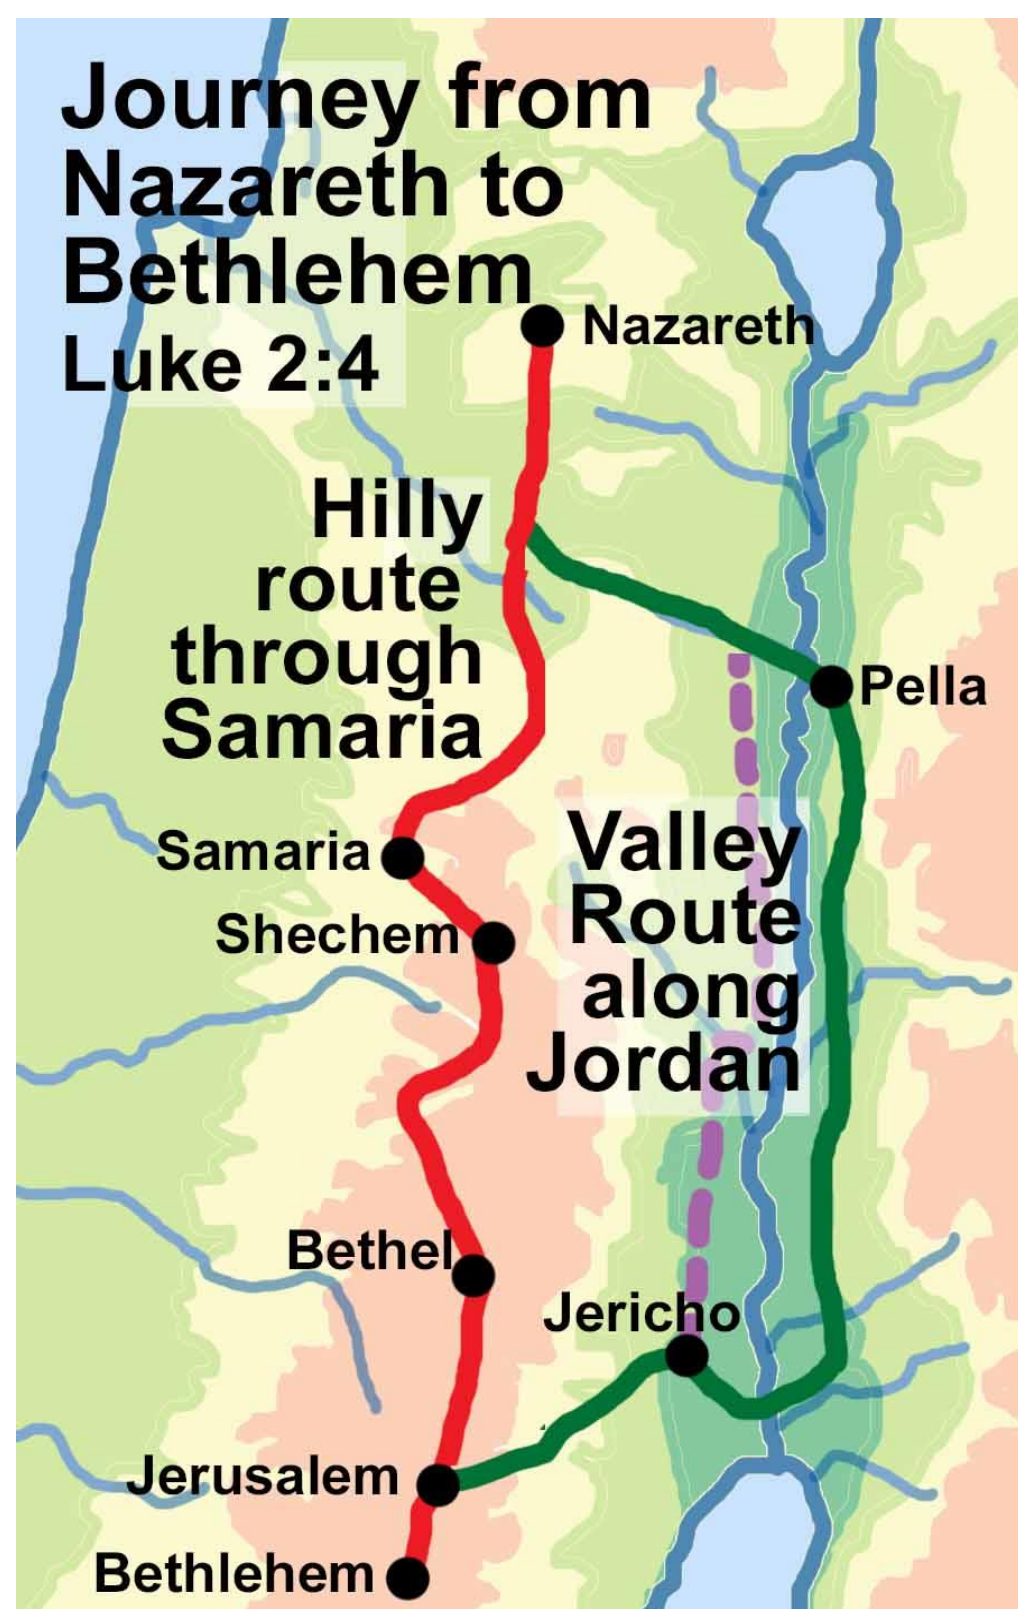 Journey from
Nazareth to
Bethlehem
Luke 2:4
Nazareth
Hilly
route
through
Samaria
Pella
Samaria
Valley
Route
along
Jordan
Shechem
Bethel
Jericho
Jerusalem
Bethlehem